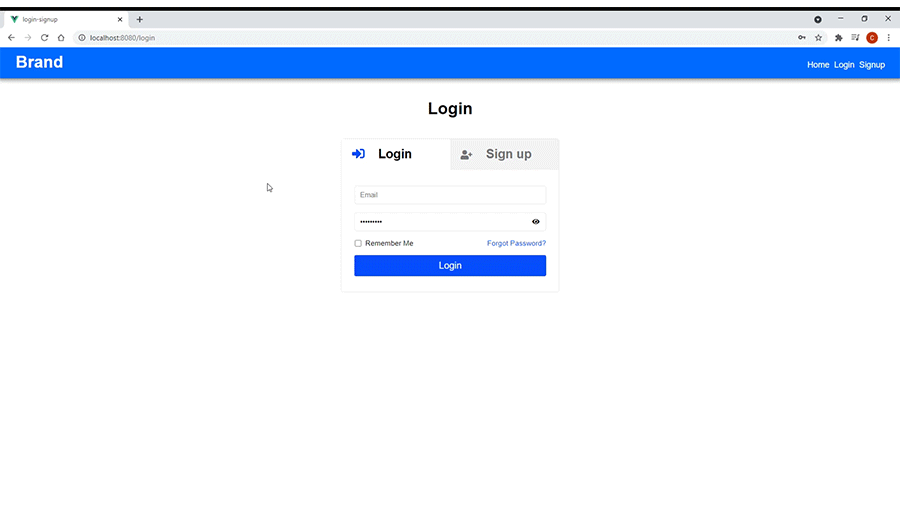 login-signup
localhost:8080/login
C
Brand
Home Login Signup
Login
Login Sign up
Email
•••••••••
Remember Me Forgot Password?
Login